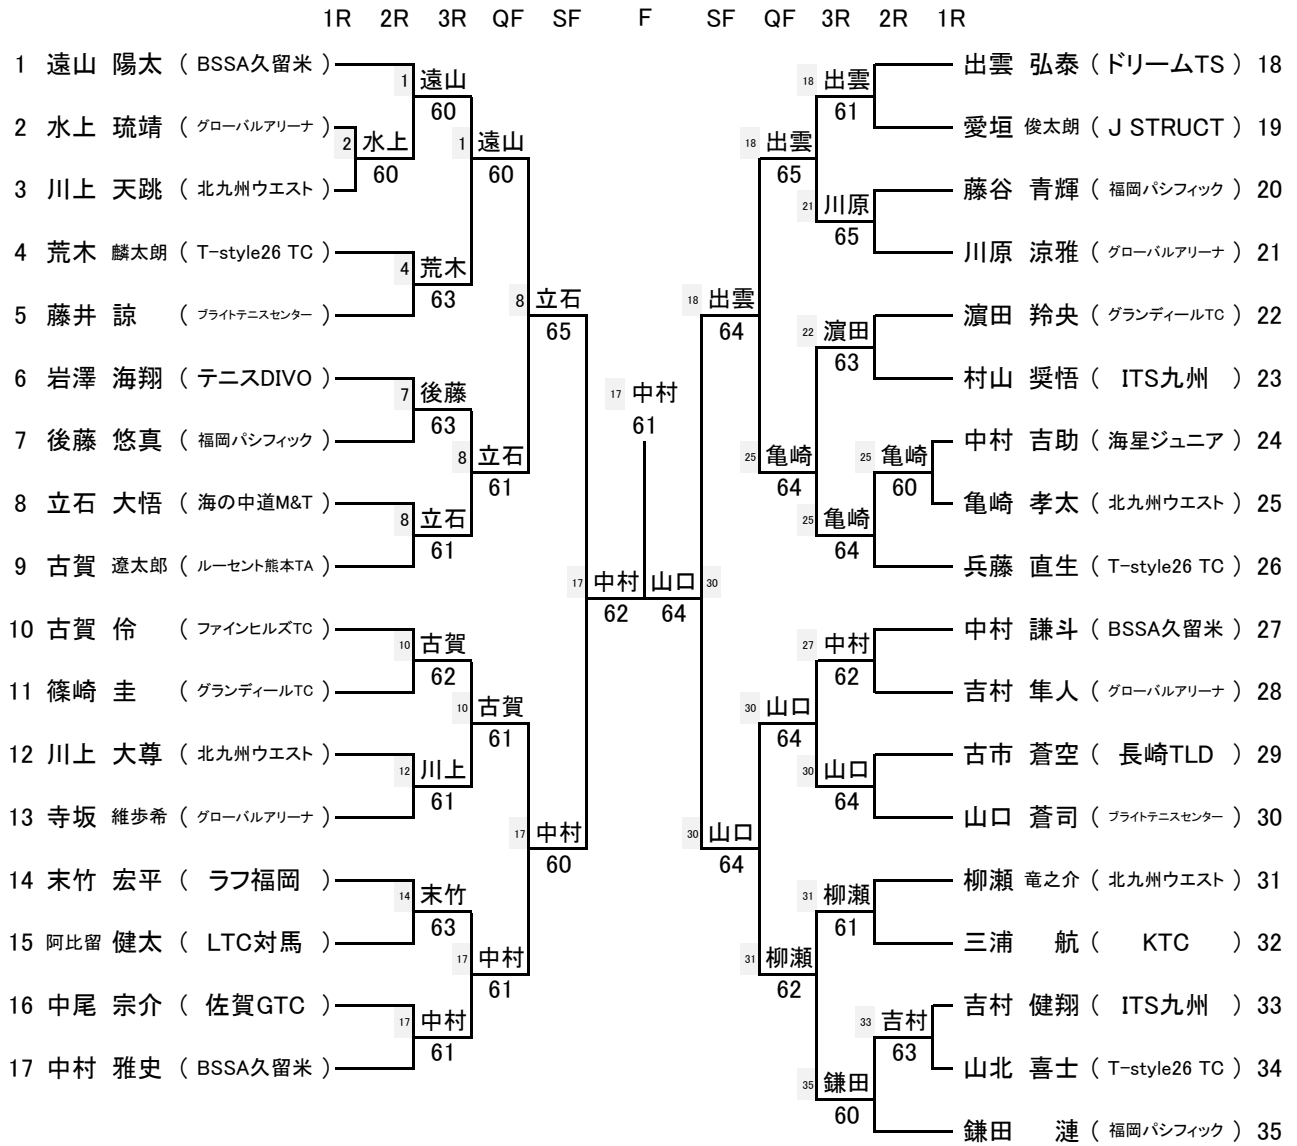 1R 2R 3R QF SF F SF QF 3R 2R 1R
1 遠山 陽太 ( BSSA久留米 ) 出雲 弘泰 ( ドリームTS ) 18
1 遠山 18 出雲
60 61
2 水上 琉靖 ( グローバルアリーナ ) 愛垣 俊太朗 ( J STRUCT ) 19
2 水上 1 遠山 18 出雲
60 60 65
3 川上 天跳 ( 北九州ウエスト ) 藤谷 青輝 ( 福岡パシフィック ) 20
21 川原
65
4 荒木 麟太朗 ( T-style26 TC ) 川原 涼雅 ( グローバルアリーナ ) 21
4 荒木
63
8 立石 18 出雲
65 64
5 藤井 諒 ( ブライトテニスセンター ) 濵田 羚央 ( グランディールTC ) 22
22 濵田
63
6 岩澤 海翔 ( テニスDIVO ) 村山 奨悟 ( ITS九州 ) 23
7 後藤 17 中村
63 61
7 後藤 悠真 ( 福岡パシフィック ) 中村 吉助 ( 海星ジュニア ) 24
8 立石 25 亀崎 25 亀崎
61 64 60
8 立石 大悟 ( 海の中道M&T ) 亀崎 孝太 ( 北九州ウエスト ) 25
8 立石 25 亀崎
61 64
9 古賀 遼太郎 ( ルーセント熊本TA ) 兵藤 直生 ( T-style26 TC ) 26
17 中村 山口 30
62 64
10 古賀 伶 ( ファインヒルズTC ) 中村 謙斗 ( BSSA久留米 ) 27
10 古賀 27 中村
62 62
11 篠崎 圭 ( グランディールTC ) 吉村 隼人 ( グローバルアリーナ ) 28
10 古賀 30 山口
61 64
12 川上 大尊 ( 北九州ウエスト ) 古市 蒼空 ( 長崎TLD ) 29
12 川上 30 山口
61 64
13 寺坂 維歩希 ( グローバルアリーナ ) 山口 蒼司 ( ブライトテニスセンター ) 30
17 中村 30 山口
60 64
14 末竹 宏平 ( ラフ福岡 ) 柳瀬 竜之介 ( 北九州ウエスト ) 31
14 末竹 31 柳瀬
63 61
15 阿比留 健太 ( LTC対馬 ) 三浦 航 ( KTC ) 32
17 中村 31 柳瀬
61 62
16 中尾 宗介 ( 佐賀GTC ) 吉村 健翔 ( ITS九州 ) 33
17 中村 33 吉村
61 63
17 中村 雅史 ( BSSA久留米 ) 山北 喜士 ( T-style26 TC ) 34
35 鎌田
60
鎌田 漣 ( 福岡パシフィック ) 35